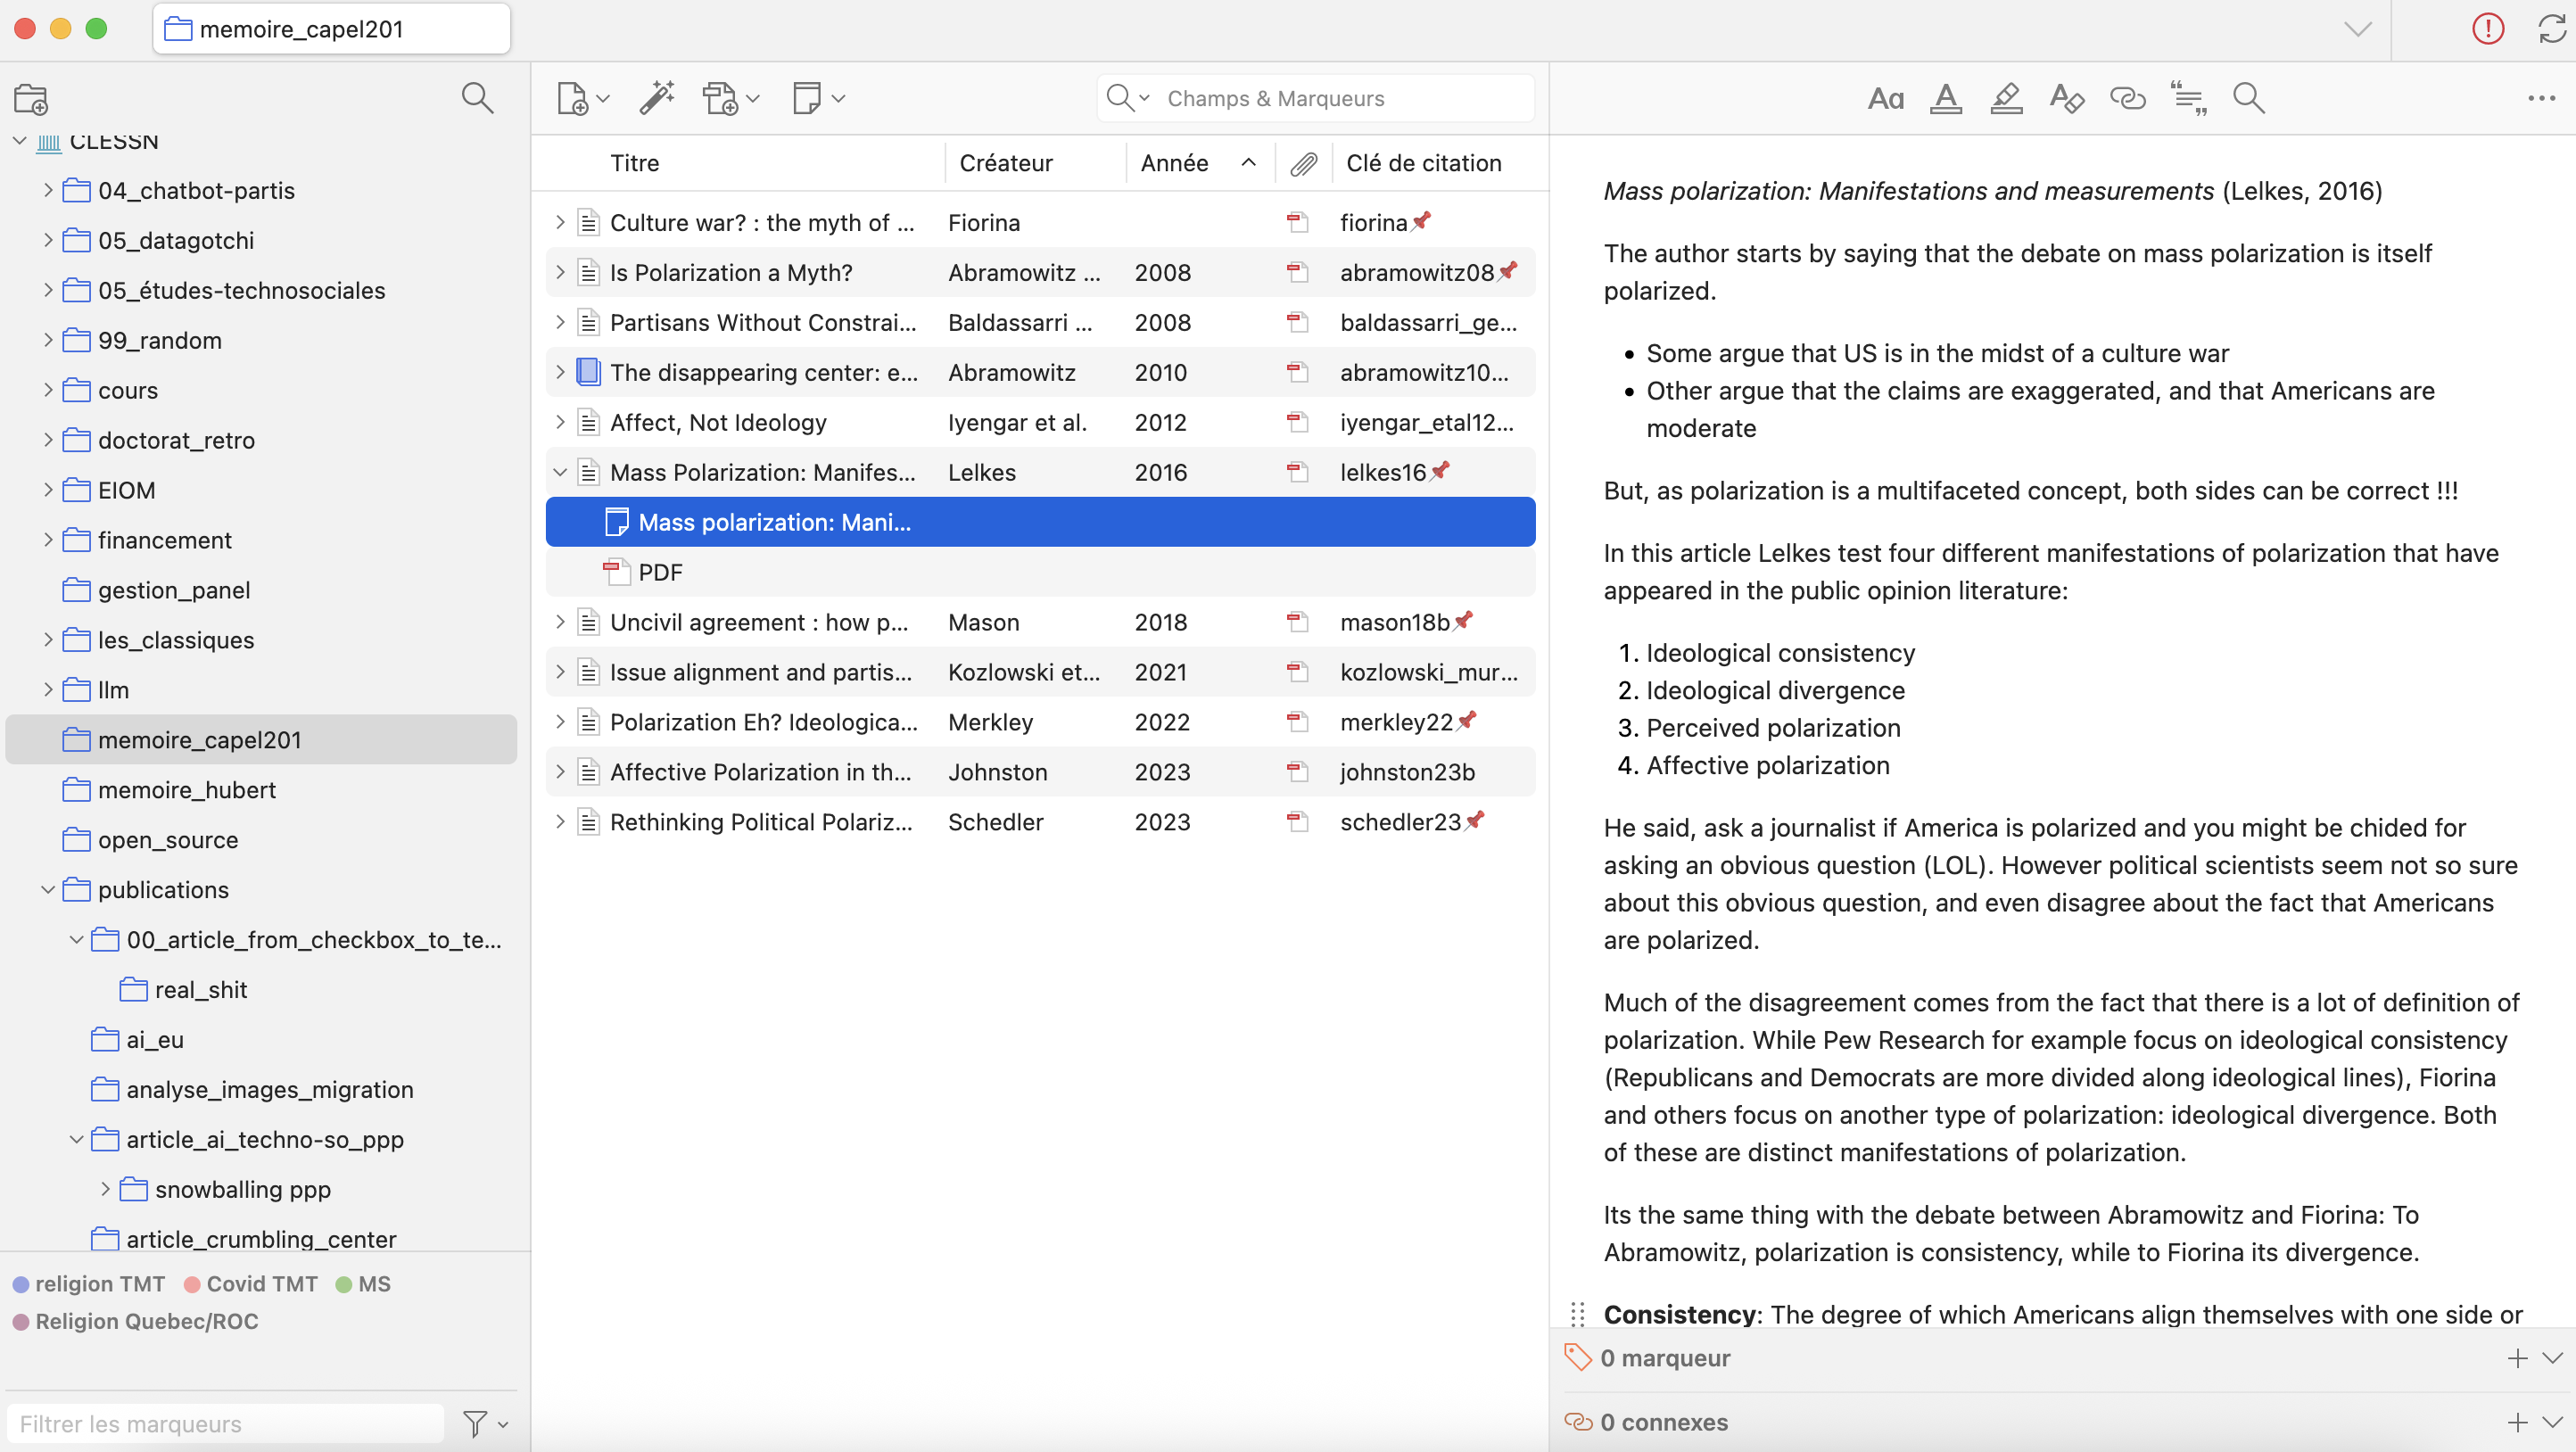 memoire_capel201
CLESSN
04_chatbot-partis
05_datagotchi
05_études-technosociales
99_random
cours
doctorat_retro
EIOM
financement
gestion_panel
les_classiques
llm
memoire_capel201
memoire_hubert
open_source
publications
00_article_from_checkbox_to_te...
real_shit
ai_eu
analyse_images_migration
article_ai_techno-so_ppp
snowballing ppp
article_crumbling_center
religion TMT Covid TMT MS
Religion Quebec/ROC
Filtrer les marqueurs
Champs & Marqueurs
Titre Créateur Année Clé de citation
Culture war? : the myth of ... Fiorina fiorina📌
Is Polarization a Myth? Abramowitz ... 2008 abramowitz08📌
Partisans Without Constrai... Baldassarri ... 2008 baldassarri_ge...
The disappearing center: e... Abramowitz 2010 abramowitz10...
Affect, Not Ideology Iyengar et al. 2012 iyengar_etal12...
Mass Polarization: Manifes... Lelkes 2016 lelkes16📌
Mass polarization: Mani...
PDF
Uncivil agreement : how p... Mason 2018 mason18b📌
Issue alignment and partis... Kozlowski et... 2021 kozlowski_mur...
Polarization Eh? Ideologica... Merkley 2022 merkley22📌
Affective Polarization in th... Johnston 2023 johnston23b
Rethinking Political Polariz... Schedler 2023 schedler23📌
Aa A A
Mass polarization: Manifestations and measurements (Lelkes, 2016)
The author starts by saying that the debate on mass polarization is itself
polarized.
• Some argue that US is in the midst of a culture war
• Other argue that the claims are exaggerated, and that Americans are
moderate
But, as polarization is a multifaceted concept, both sides can be correct !!!
In this article Lelkes test four different manifestations of polarization that have
appeared in the public opinion literature:
1. Ideological consistency
2. Ideological divergence
3. Perceived polarization
4. Affective polarization
He said, ask a journalist if America is polarized and you might be chided for
asking an obvious question (LOL). However political scientists seem not so sure
about this obvious question, and even disagree about the fact that Americans
are polarized.
Much of the disagreement comes from the fact that there is a lot of definition of
polarization. While Pew Research for example focus on ideological consistency
(Republicans and Democrats are more divided along ideological lines), Fiorina
and others focus on another type of polarization: ideological divergence. Both
of these are distinct manifestations of polarization.
Its the same thing with the debate between Abramowitz and Fiorina: To
Abramowitz, polarization is consistency, while to Fiorina its divergence.
Consistency: The degree of which Americans align themselves with one side or
0 marqueur
0 connexes